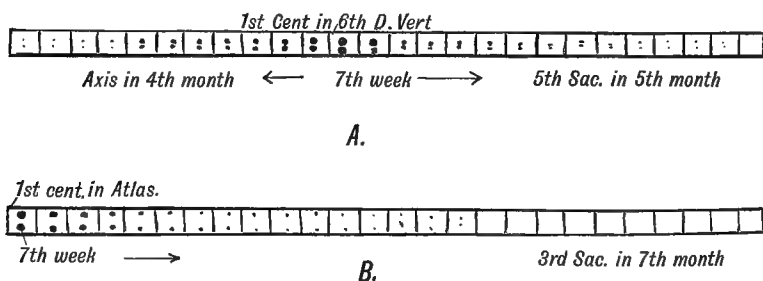 1st Cent in 6th D. Vert
Axis in 4th month ← 7th week → 5th Sac. in 5th month
A.
1st cent. in Atlas.
7th week → 3rd Sac. in 7th month
B.